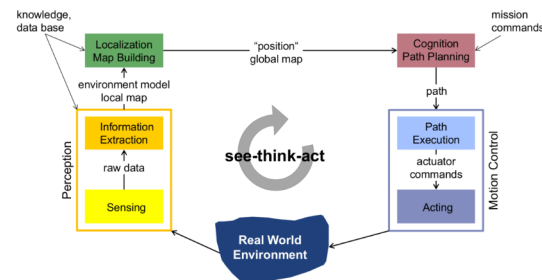 knowledge,
data base
Localization
Map Building
"position"
global map
Cognition
Path Planning
mission
commands
environment model
local map
path
Perception
Information
Extraction
raw data
Sensing
see-think-act
Path
Execution
actuator
commands
Acting
Motion Control
Real World
Environment